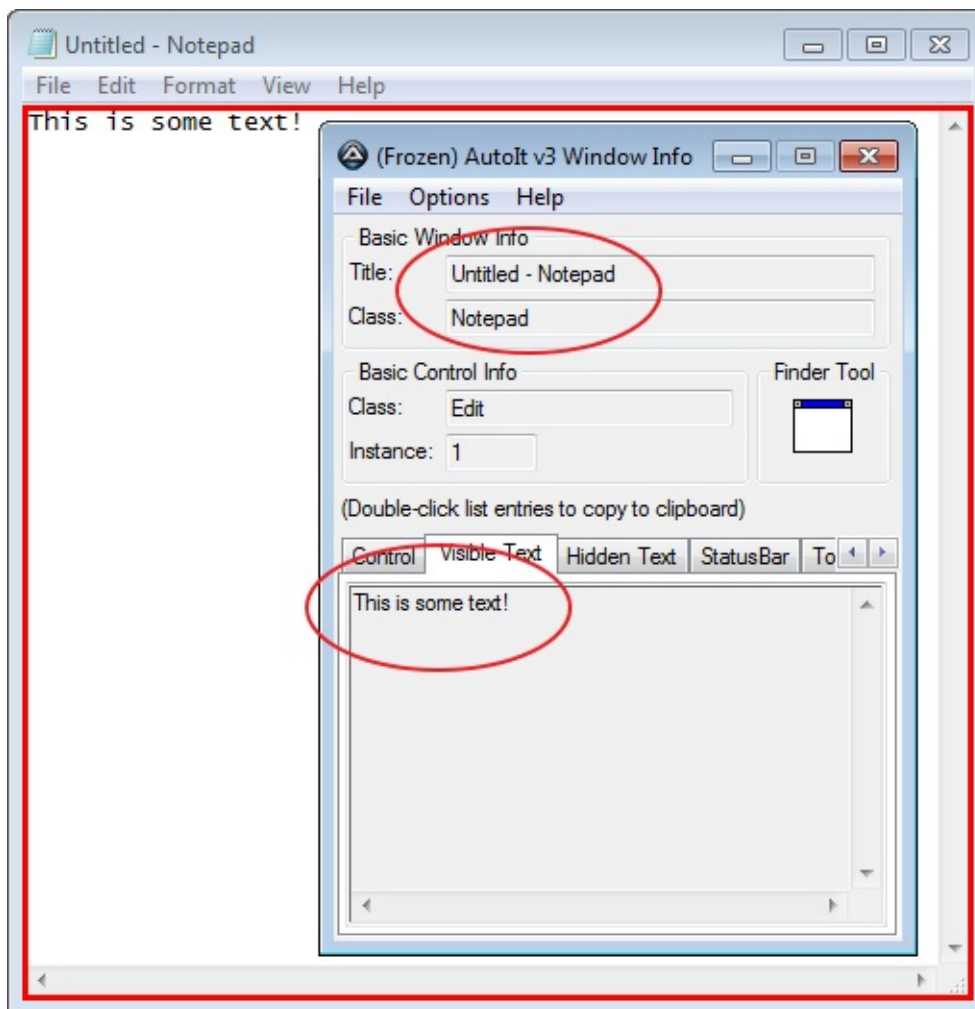 Untitled - Notepad
File Edit Format View Help
This is some text!
(Frozen) AutoIt v3 Window Info
File Options Help
Basic Window Info
Title: Untitled - Notepad
Class: Notepad
Basic Control Info
Finder Tool
Class: Edit
Instance: 1
(Double-click list entries to copy to clipboard)
Control Visible Text Hidden Text StatusBar To
This is some text!